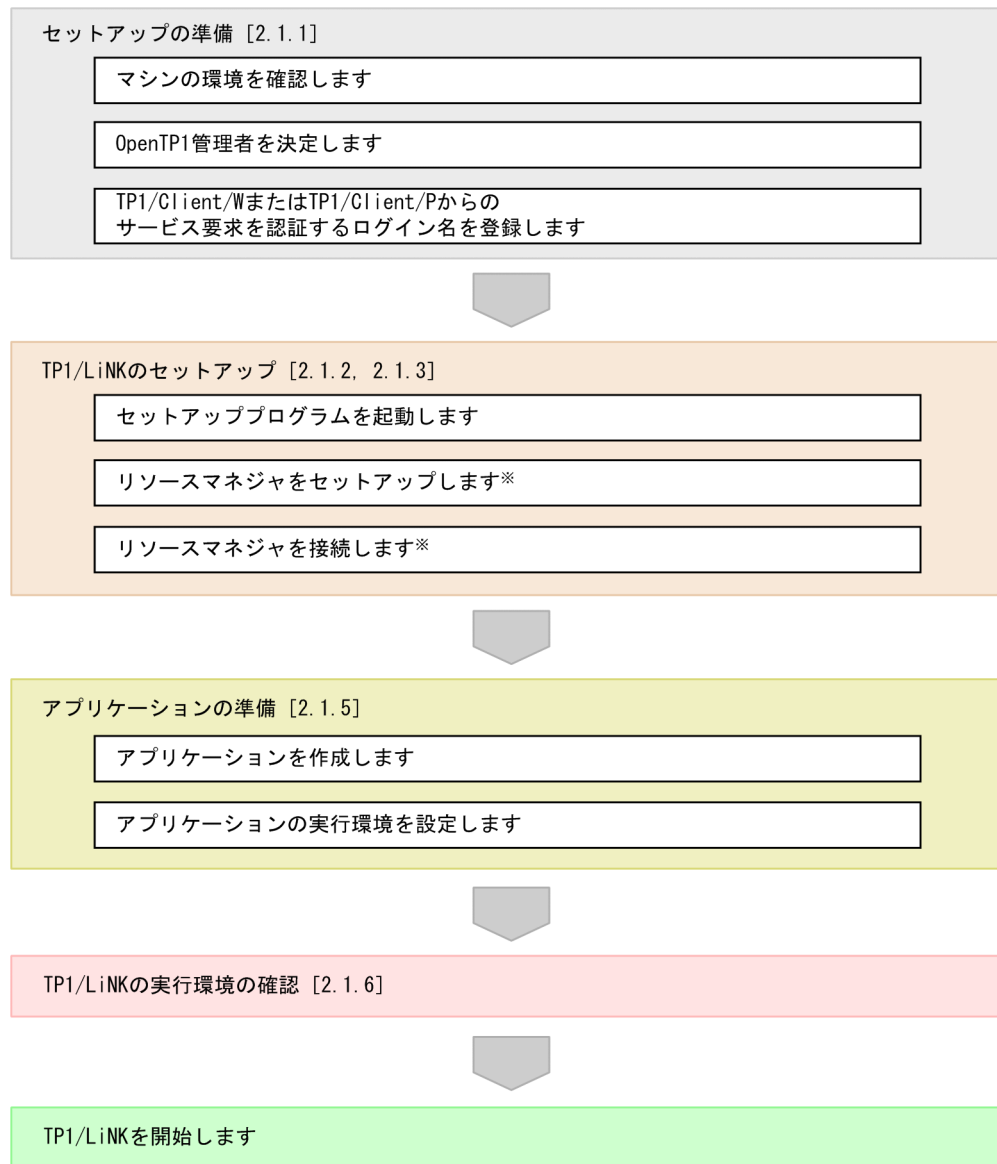 セットアップの準備 [2.1.1]
マシンの環境を確認します
OpenTP1管理者を決定します
TP1/Client/WまたはTP1/Client/Pからの
サービス要求を認証するログイン名を登録します
TP1/LiNKのセットアップ [2.1.2, 2.1.3]
セットアッププログラムを起動します
リソースマネジャをセットアップします※
リソースマネジャを接続します※
アプリケーションの準備 [2.1.5]
アプリケーションを作成します
アプリケーションの実行環境を設定します
TP1/LiNKの実行環境の確認 [2.1.6]
TP1/LiNKを開始します